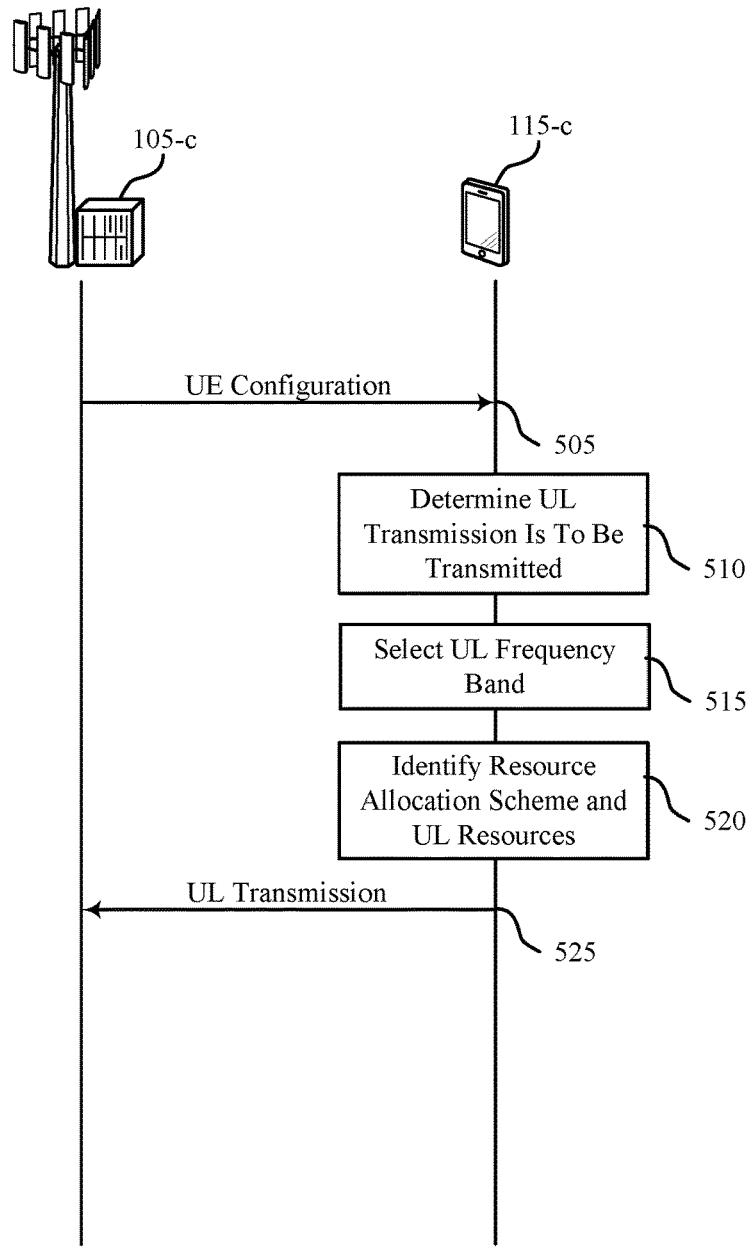 105-c
115-c
UE Configuration
505
Determine UL
Transmission Is To Be
Transmitted
510
Select UL Frequency
Band
515
Identify Resource
Allocation Scheme and
UL Resources
520
UL Transmission
525